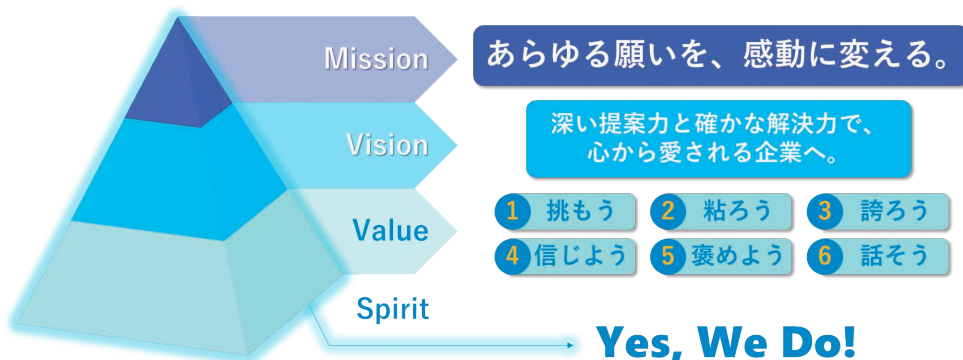 Mission
あらゆる願いを、感動に変える。
Vision
深い提案力と確かな解決力で、
心から愛される企業へ。
Value
1 挑もう 2 粘ろう 3 誇ろう
4 信じよう 5 褒めよう 6 話そう
Spirit
Yes, We Do!